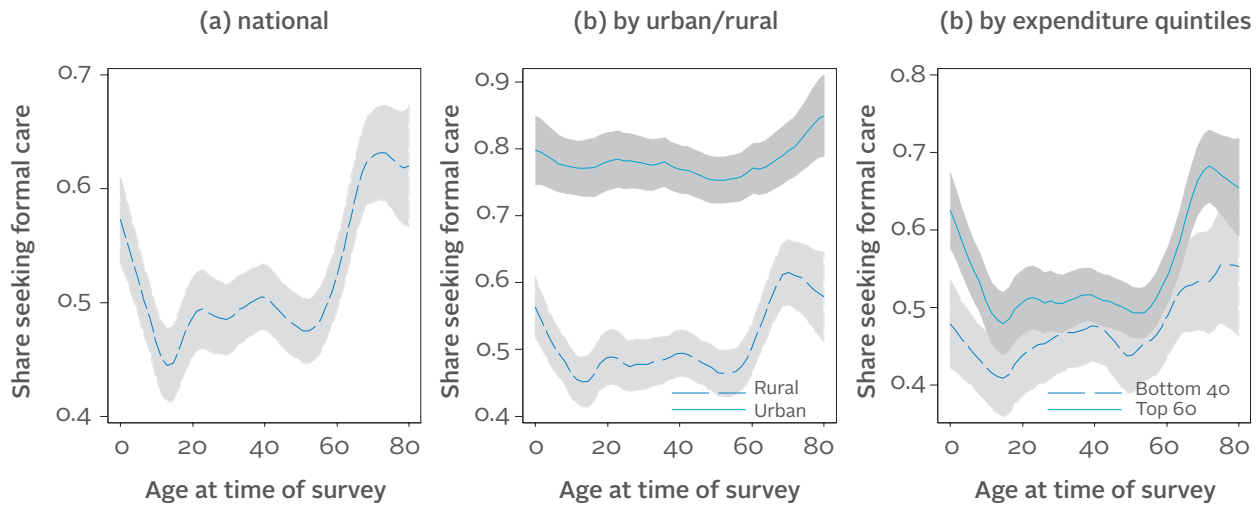 (a) national
Share seeking formal care
0.7
0.6
0.5
0.4
0 20 40 60 80
Age at time of survey
(b) by urban/rural
Share seeking formal care
0.9
0.8
0.7
0.6
0.5
0.4
Rural
Urban
0 20 40 60 80
Age at time of survey
(b) by expenditure quintiles
Share seeking formal care
0.8
0.7
0.6
0.5
0.4
Bottom 40
Top 60
0 20 40 60 80
Age at time of survey